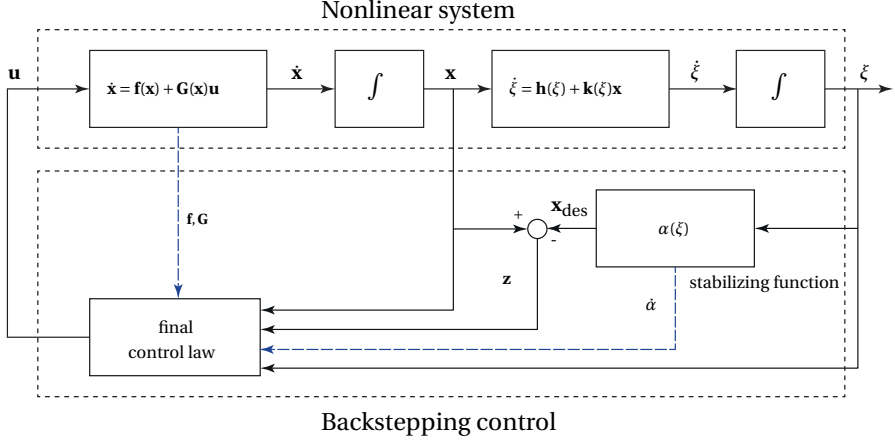 Nonlinear system
u
ẋ = f(x) + G(x)u
ẋ
∫
x
ξ̇ = h(ξ) + k(ξ)x
ξ̇
∫
ξ
f, G
+
x_des
-
α(ξ)
z
stabilizing function
α̇
final
control law
Backstepping control